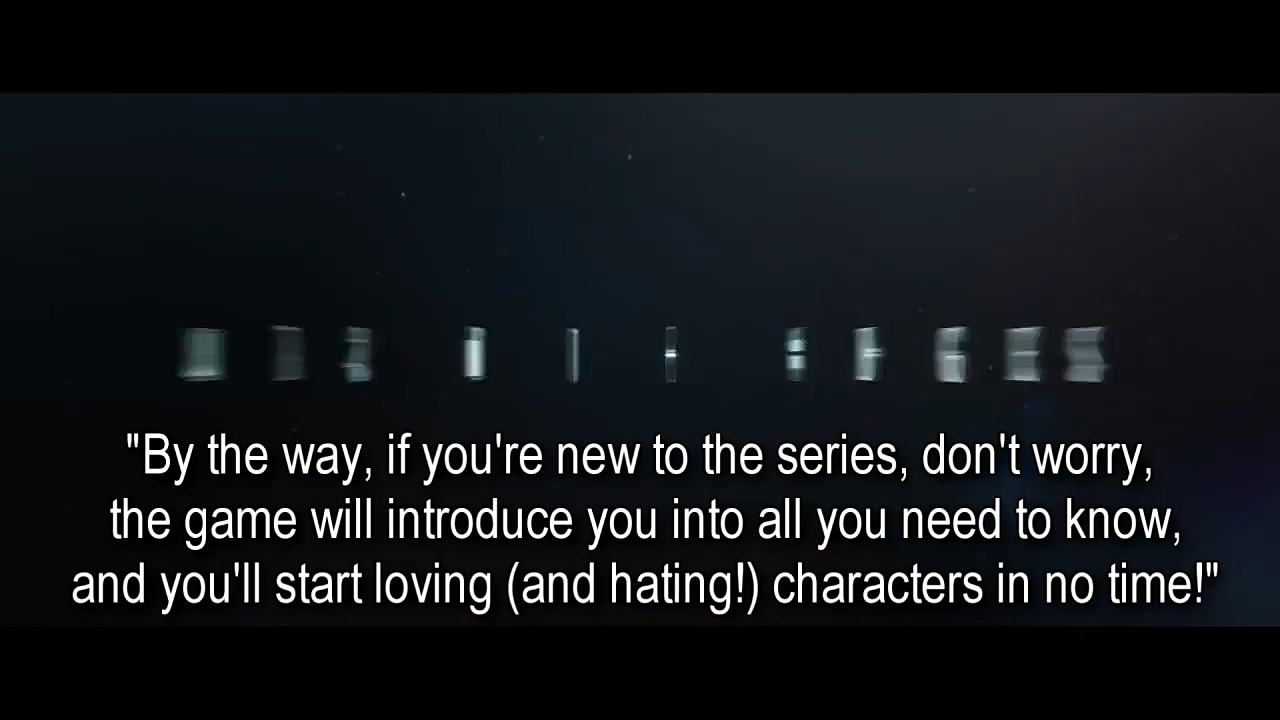 "By the way, if you're new to the series, don't worry,
the game will introduce you into all you need to know,
and you'll start loving (and hating!) characters in no time!"